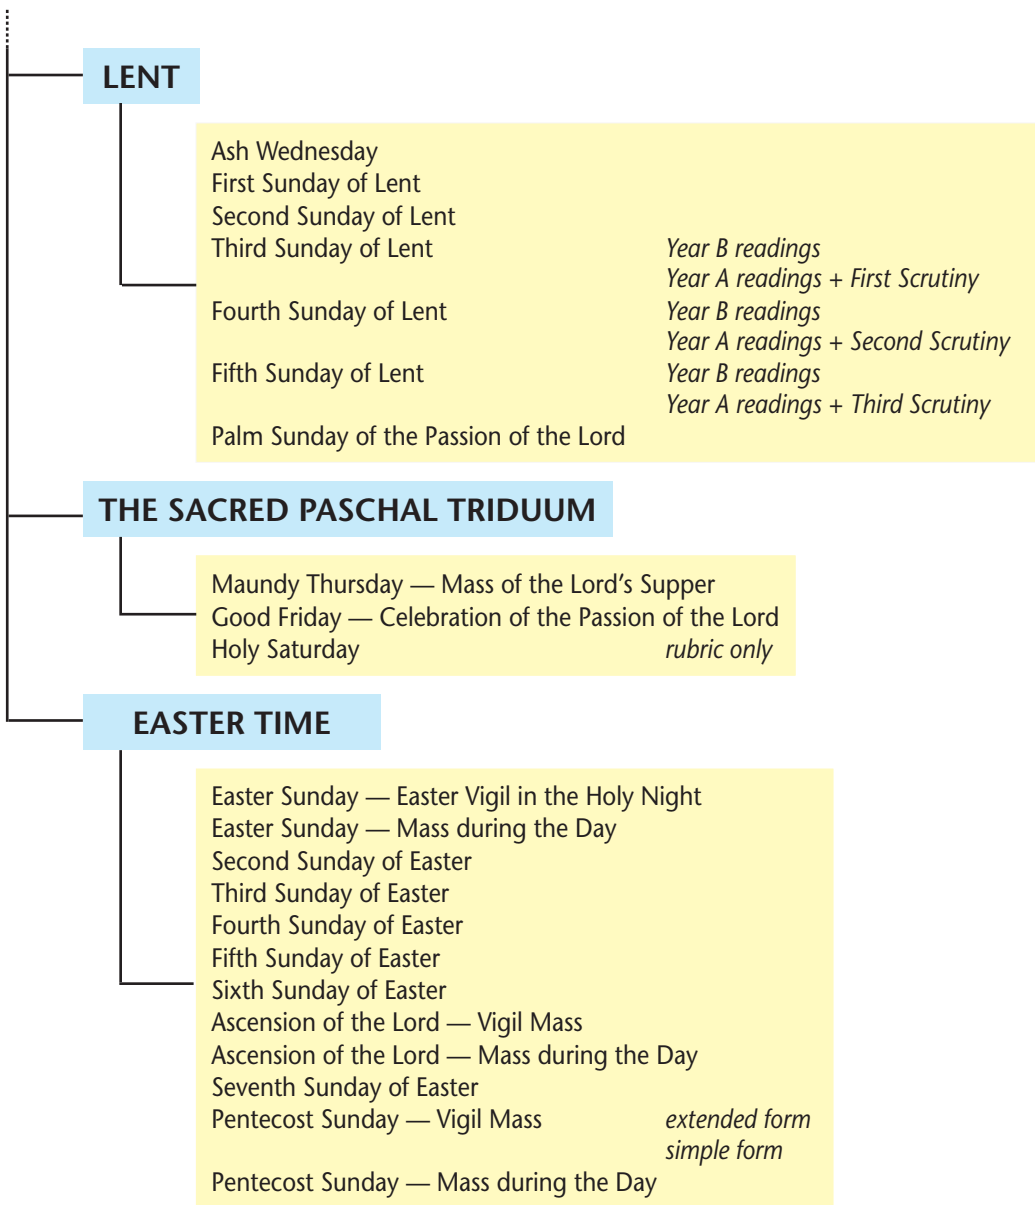 LENT
Ash Wednesday
First Sunday of Lent
Second Sunday of Lent
Third Sunday of Lent Year B readings
Year A readings + First Scrutiny
Fourth Sunday of Lent Year B readings
Year A readings + Second Scrutiny
Fifth Sunday of Lent Year B readings
Year A readings + Third Scrutiny
Palm Sunday of the Passion of the Lord
THE SACRED PASCHAL TRIDUUM
Maundy Thursday — Mass of the Lord's Supper
Good Friday — Celebration of the Passion of the Lord
Holy Saturday rubric only
EASTER TIME
Easter Sunday — Easter Vigil in the Holy Night
Easter Sunday — Mass during the Day
Second Sunday of Easter
Third Sunday of Easter
Fourth Sunday of Easter
Fifth Sunday of Easter
Sixth Sunday of Easter
Ascension of the Lord — Vigil Mass
Ascension of the Lord — Mass during the Day
Seventh Sunday of Easter
Pentecost Sunday — Vigil Mass extended form
simple form
Pentecost Sunday — Mass during the Day